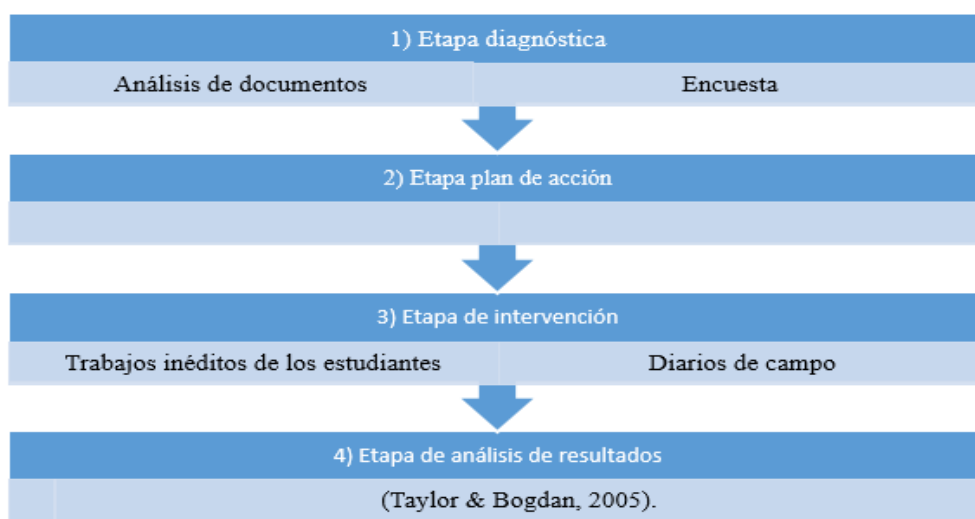 1) Etapa diagnóstica
Análisis de documentos
Encuesta
2) Etapa plan de acción
3) Etapa de intervención
Trabajos inéditos de los estudiantes
Diarios de campo
4) Etapa de análisis de resultados
(Taylor & Bogdan, 2005).